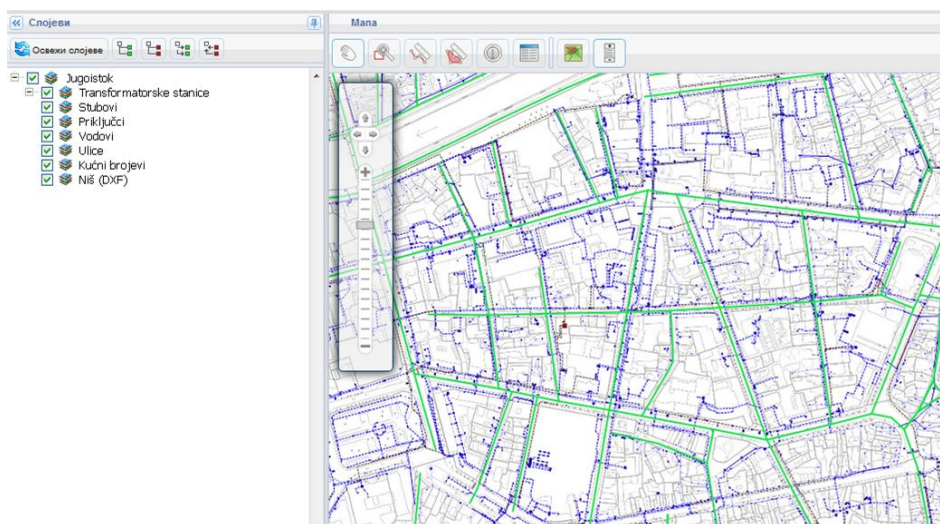 Слојеви
Мапа
Освежи слојеве
Jugoistok
Transformatorske stanice
Stubovi
Priključci
Vodovi
Ulice
Kućni brojevi
Niš (DXF)